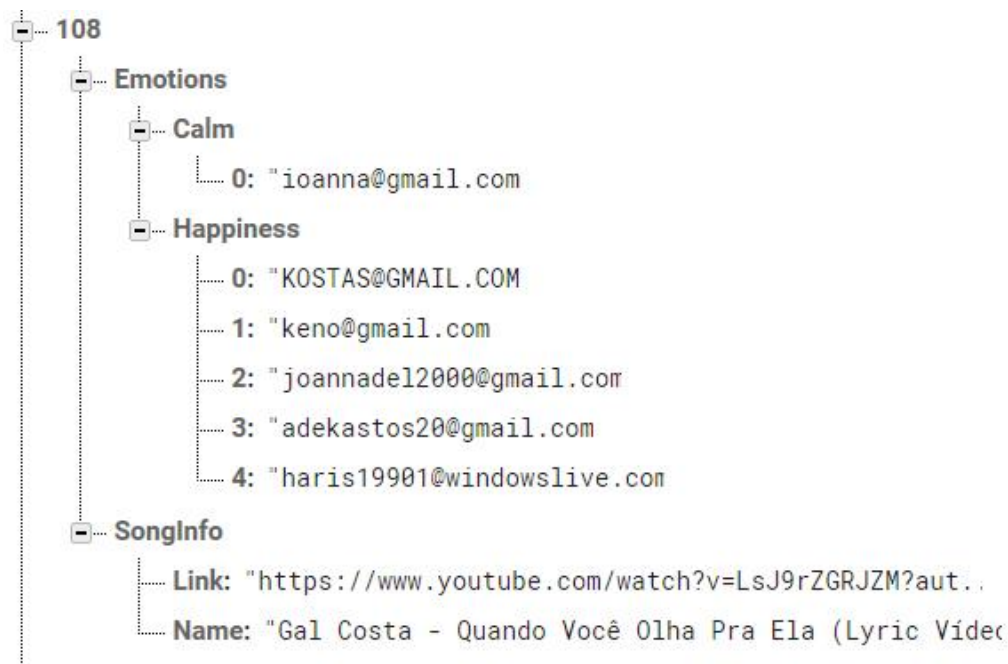 108
Emotions
Calm
0: "ioanna@gmail.com
Happiness
0: "KOSTAS@GMAIL.COM
1: "keno@gmail.com
2: "joannadel2000@gmail.com
3: "adekastos20@gmail.com
4: "haris19901@windowslive.com
SongInfo
Link: "https://www.youtube.com/watch?v=LsJ9rZGRJZM?aut..
Name: "Gal Costa - Quando Você Olha Pra Ela (Lyric Vídeo